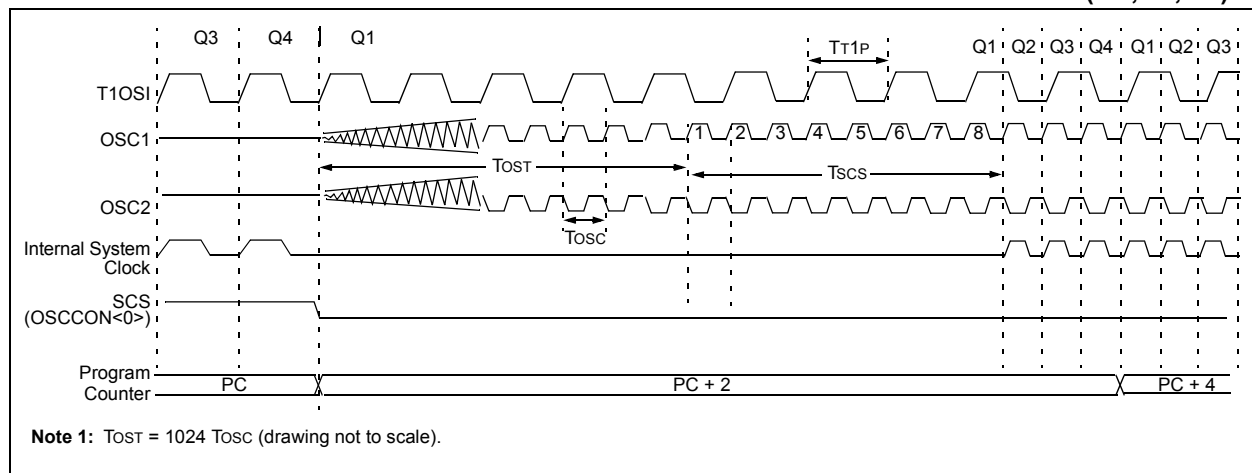 Q3 Q4 Q1 Q1 Q2 Q3 Q4 Q1 Q2 Q3
TT1P
T1OSI
OSC1
1 2 3 4 5 6 7 8
TOST
TSCS
OSC2
TOSC
Internal System
Clock
SCS
(OSCCON<0>)
Program
Counter
PC PC + 2 PC + 4
Note 1: TOST = 1024 TOSC (drawing not to scale).